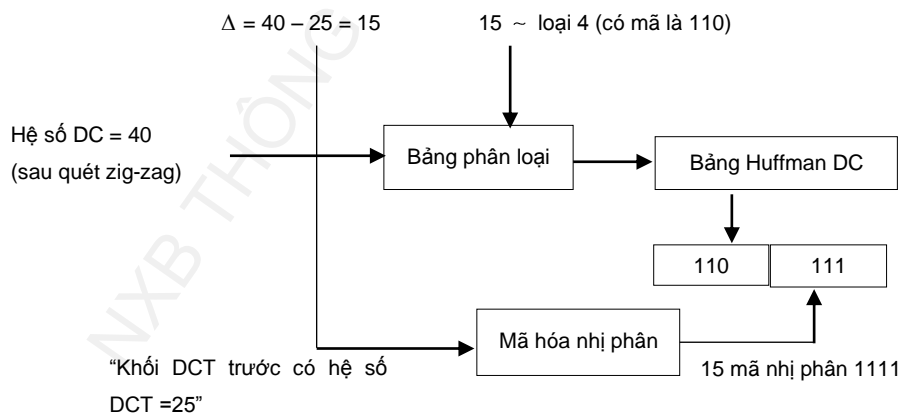 Δ = 40 – 25 = 15
15 ~ loại 4 (có mã là 110)
Hệ số DC = 40
(sau quét zig-zag)
Bảng phân loại
Bảng Huffman DC
110
111
Mã hóa nhị phân
15 mã nhị phân 1111
“Khối DCT trước có hệ số
DCT =25”
NXB THÔNG